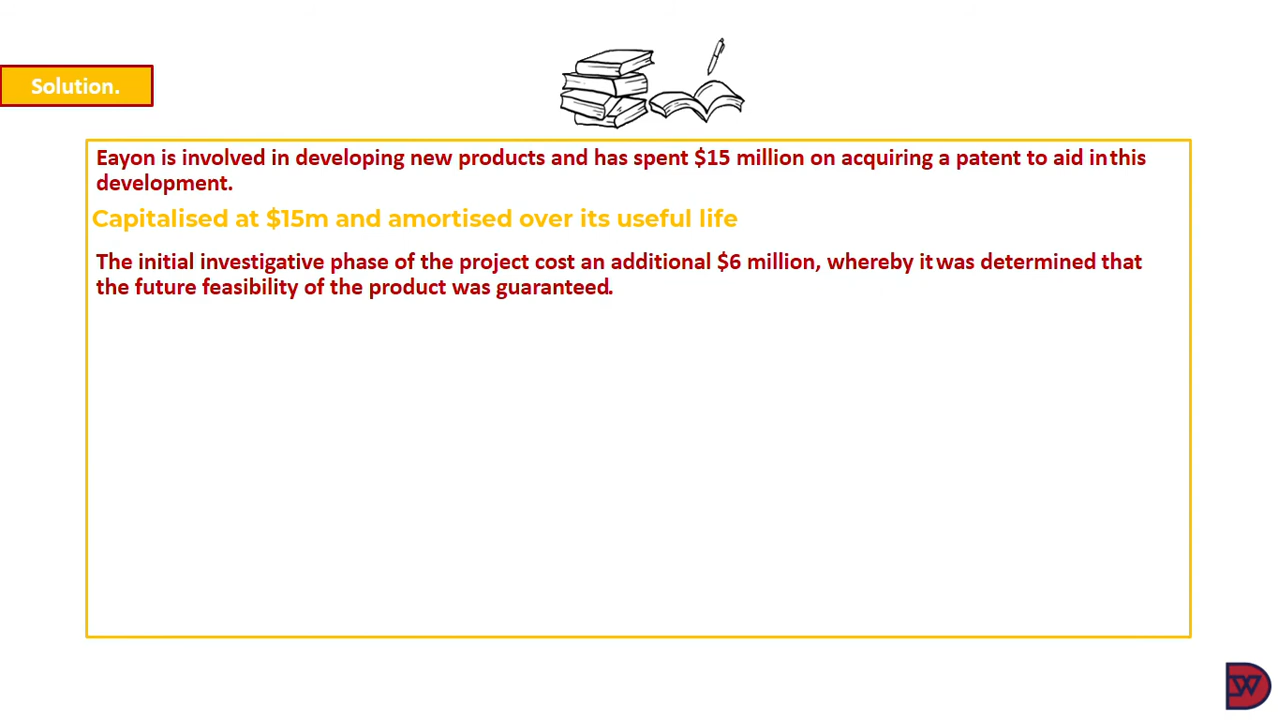 Solution.
Eayon is involved in developing new products and has spent $15 million on acquiring a patent to aid in this
development.
Capitalised at $15m and amortised over its useful life
The initial investigative phase of the project cost an additional $6 million, whereby it was determined that
the future feasibility of the product was guaranteed.
DW